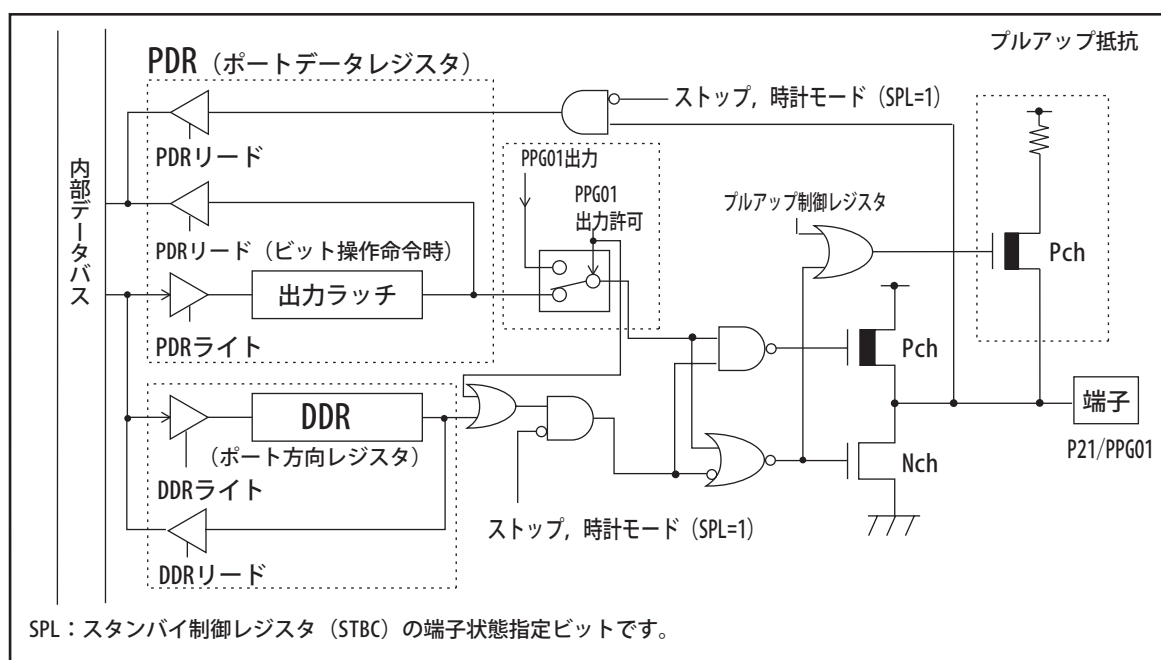 プルアップ抵抗
PDR（ポートデータレジスタ）
ストップ，時計モード（SPL=1）
PDRリード
内部データバス
PPG01出力
PPG01
出力許可
プルアップ制御レジスタ
PDRリード（ビット操作命令時）
Pch
出力ラッチ
PDRライト
Pch
DDR
（ポート方向レジスタ）
端子
P21/PPG01
DDRライト
Nch
ストップ，時計モード（SPL=1）
DDRリード
SPL：スタンバイ制御レジスタ（STBC）の端子状態指定ビットです。